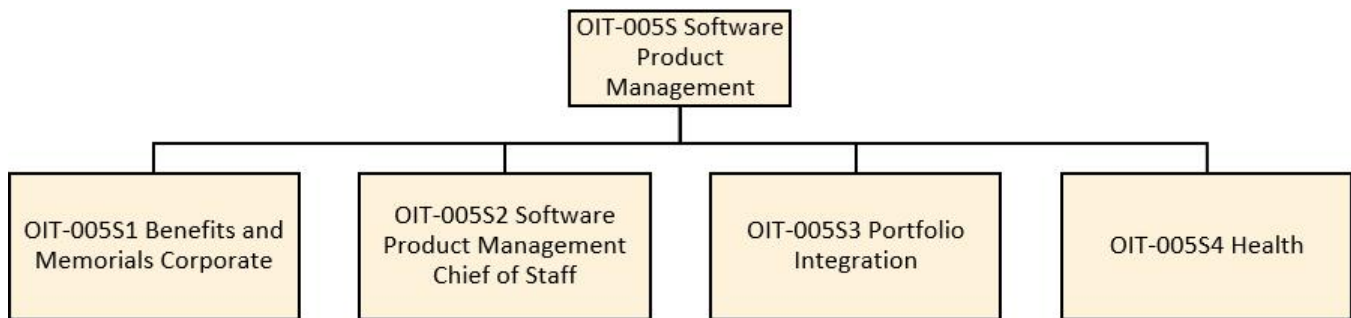 OIT-005S Software
Product
Management
OIT-005S1 Benefits and
Memorials Corporate
OIT-005S2 Software
Product Management
Chief of Staff
OIT-005S3 Portfolio
Integration
OIT-005S4 Health